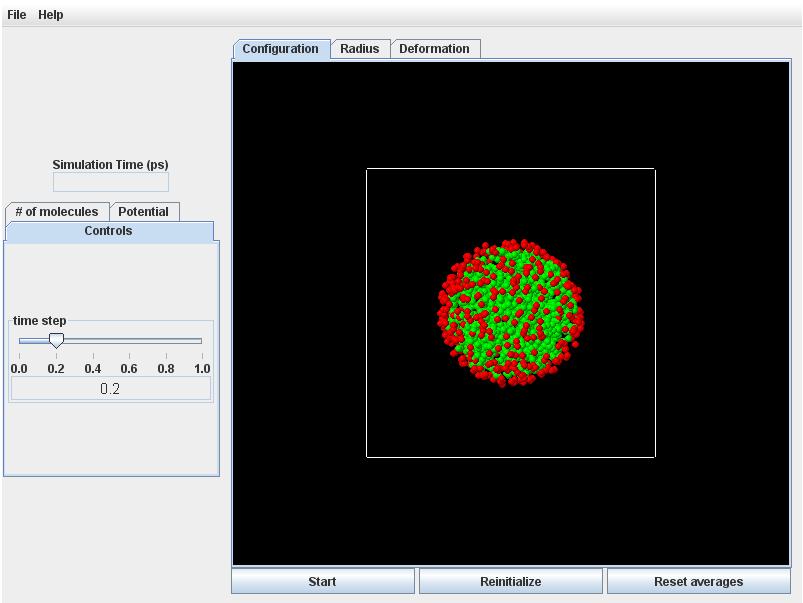 File Help
Configuration Radius Deformation
Simulation Time (ps)
# of molecules Potential
Controls
time step
0.0 0.2 0.4 0.6 0.8 1.0
0.2
Start Reinitialize Reset averages